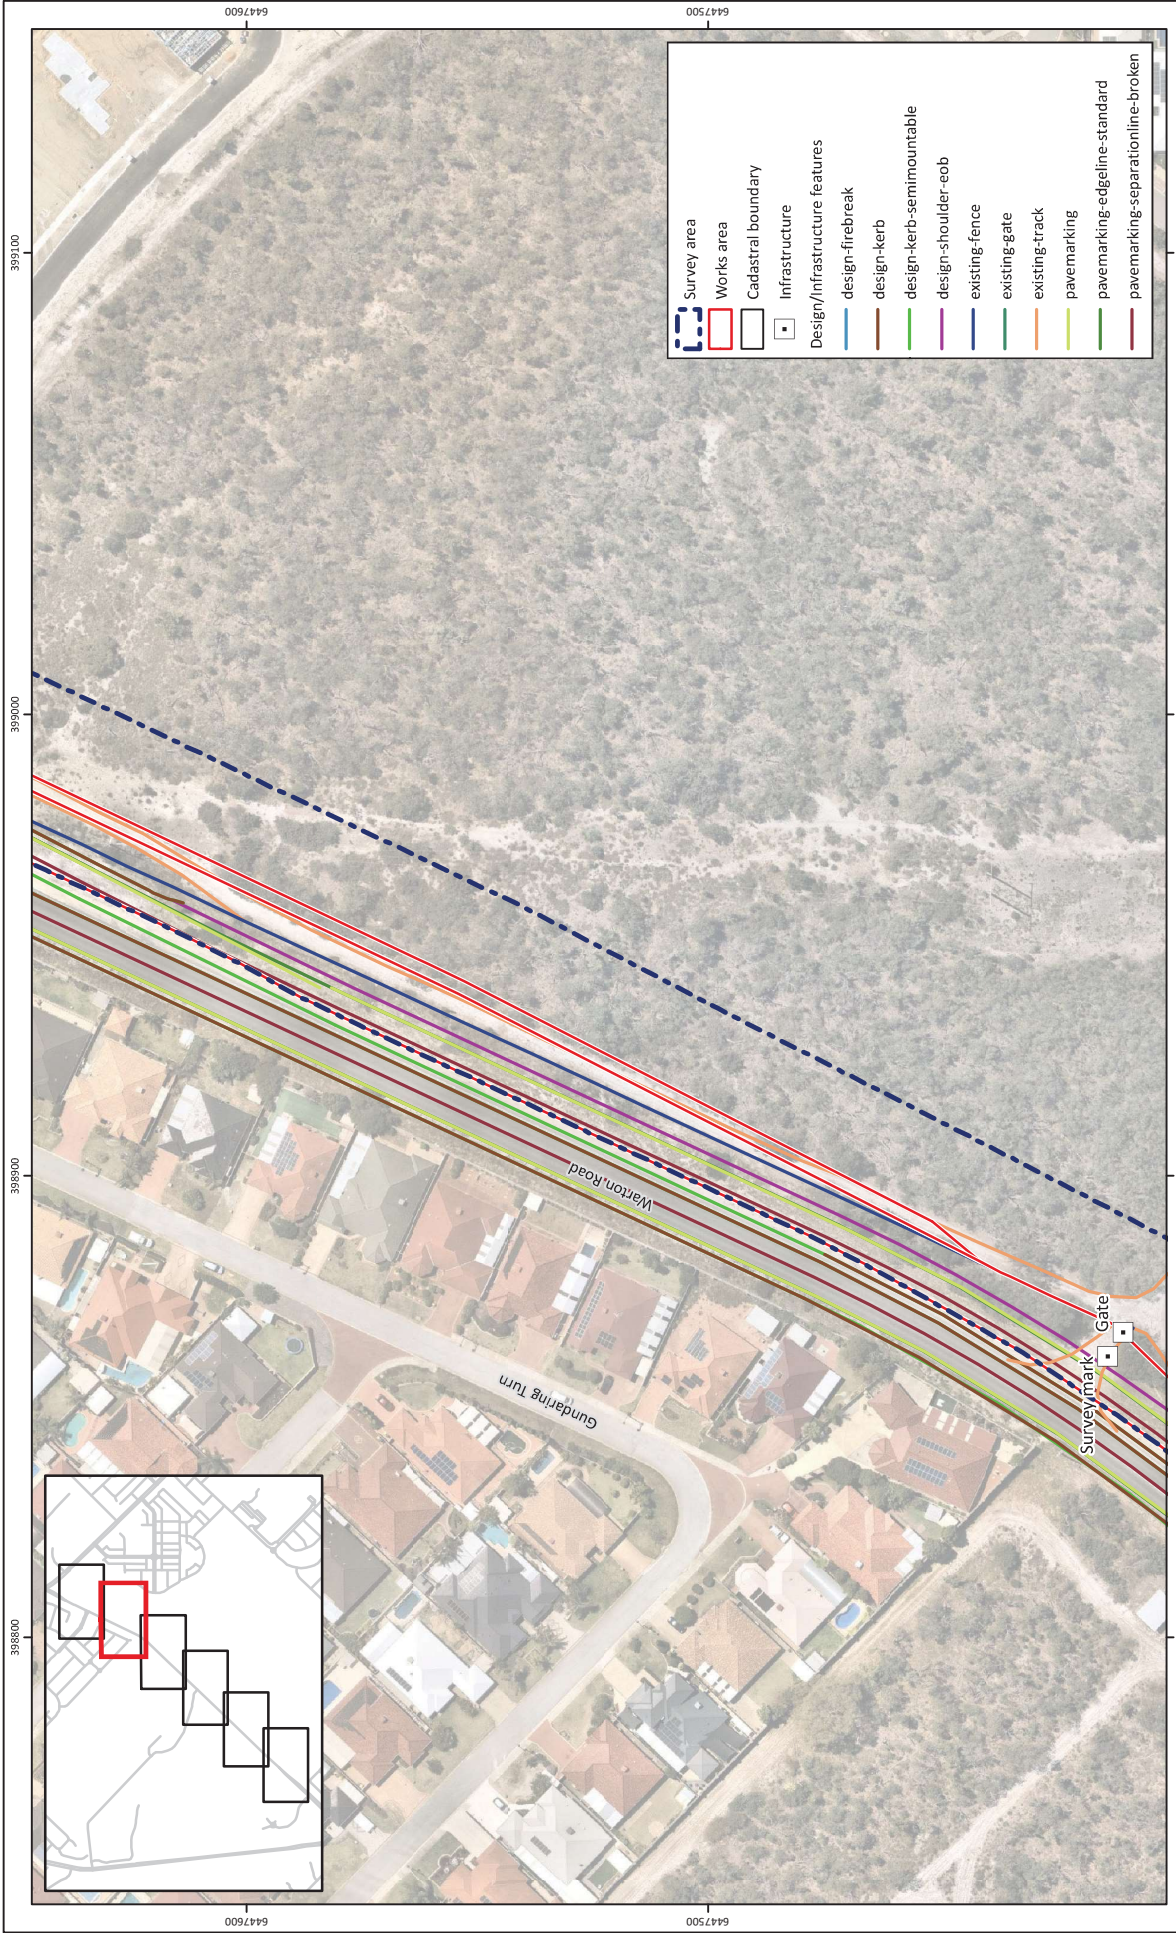 6447600
6447500
398800
398900
399000
399100
Warton Road
Gundaring Turn
Survey mark
Gate
Survey area
Works area
Cadastral boundary
Infrastructure
Design/Infrastructure features
design-firebreak
design-kerb
design-kerb-semimountable
design-shoulder-eob
existing-fence
existing-gate
existing-track
pavemarking
pavemarking-edgeline-standard
pavemarking-separationline-broken
6447600
6447500